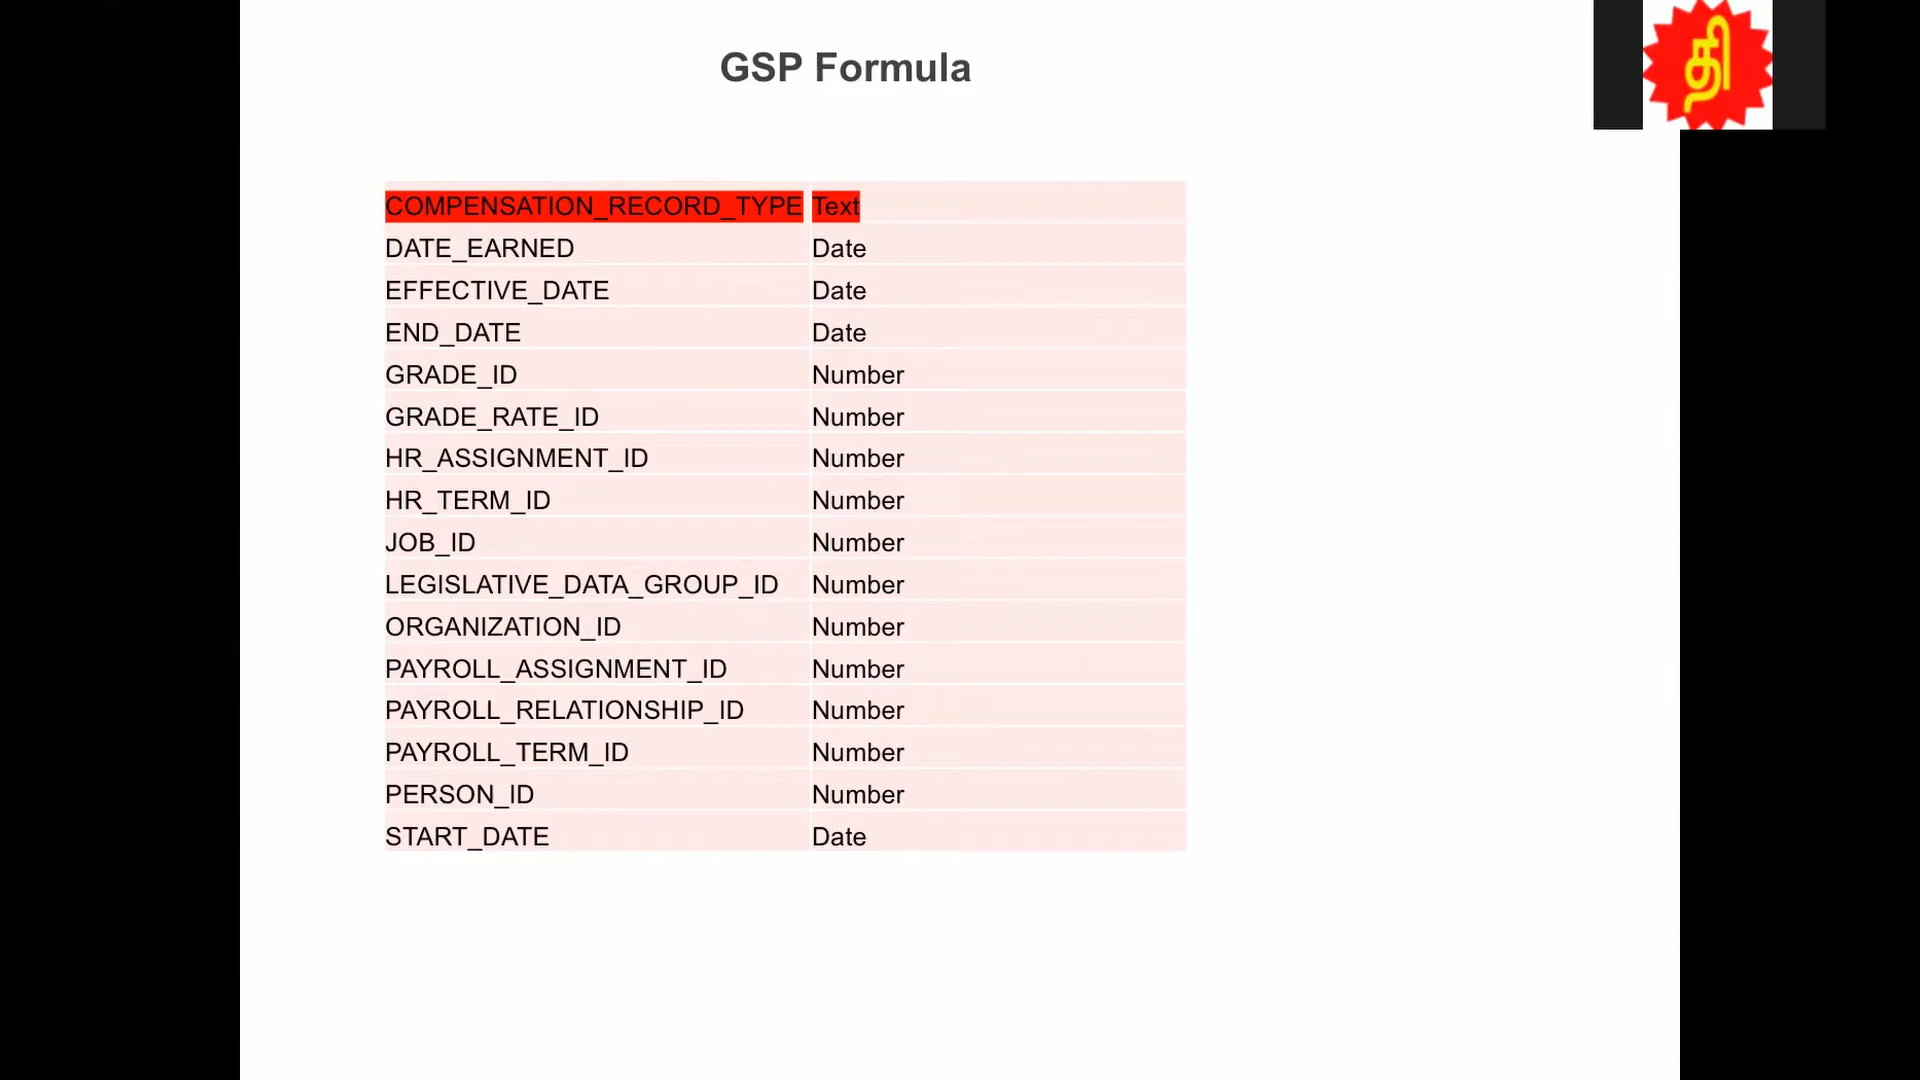 GSP Formula
தி
COMPENSATION_RECORD_TYPE Text
DATE_EARNED Date
EFFECTIVE_DATE Date
END_DATE Date
GRADE_ID Number
GRADE_RATE_ID Number
HR_ASSIGNMENT_ID Number
HR_TERM_ID Number
JOB_ID Number
LEGISLATIVE_DATA_GROUP_ID Number
ORGANIZATION_ID Number
PAYROLL_ASSIGNMENT_ID Number
PAYROLL_RELATIONSHIP_ID Number
PAYROLL_TERM_ID Number
PERSON_ID Number
START_DATE Date